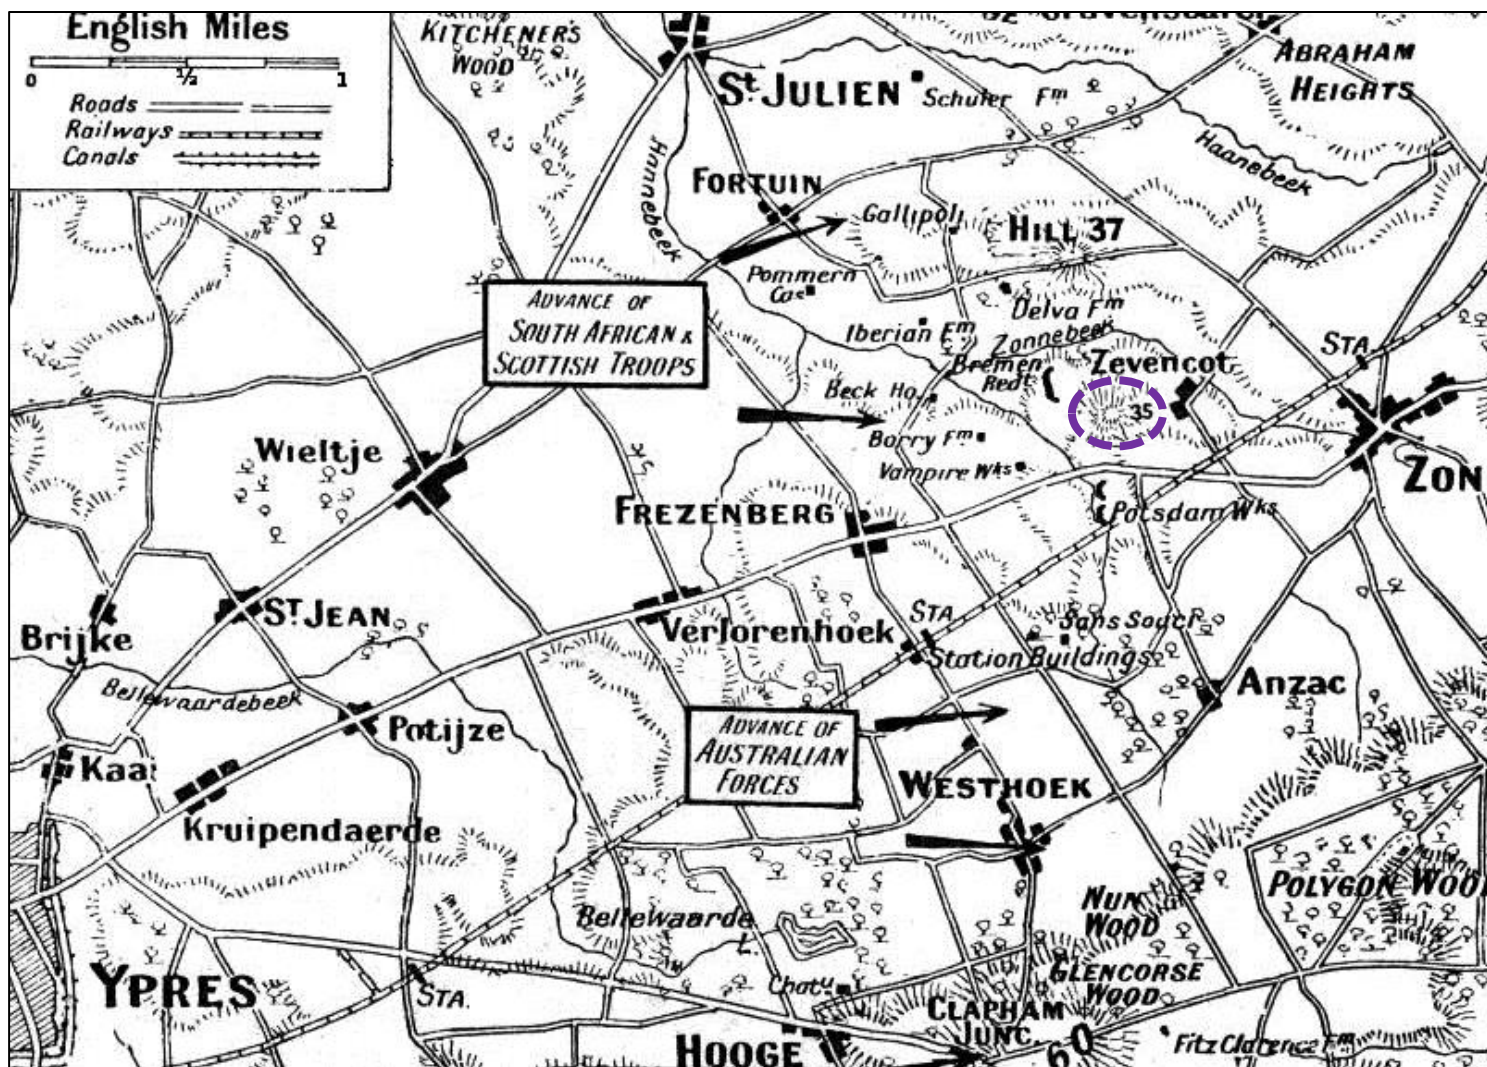 English Miles
0 ½ 1
Roads
Railways
Canals
KITCHENER'S
WOOD
ST. JULIEN
Schuler Fm
ABRAHAM
HEIGHTS
Haanebeek
Hannebeek
FORTUIN
Gallipoli
HILL 37
Pommern
Cas
Delva Fm
Iberian Fm
Zonnebeek
ADVANCE OF
SOUTH AFRICAN &
SCOTTISH TROOPS
STA.
Bremen
Redt.
Zevencot
Beck Ho.
35
Borry Fm
Wieltje
Vampire Wks
ZON
FREZENBERG
Potsdam Wks
ST. JEAN
STA.
Sans Souci
Brijke
Verlorenhoek
Station Buildings
Bellewaardebeek
Anzac
Potijze
ADVANCE OF
AUSTRALIAN
FORCES
Kaa
WESTHOEK
Kruipendaerde
POLYGON WOOD
NUN
WOOD
Bellewaarde
L.
GLENCORSE
WOOD
YPRES
STA.
Chatu
CLAPHAM
JUNC.
60
HOOGE
Fitz Clarence Fm